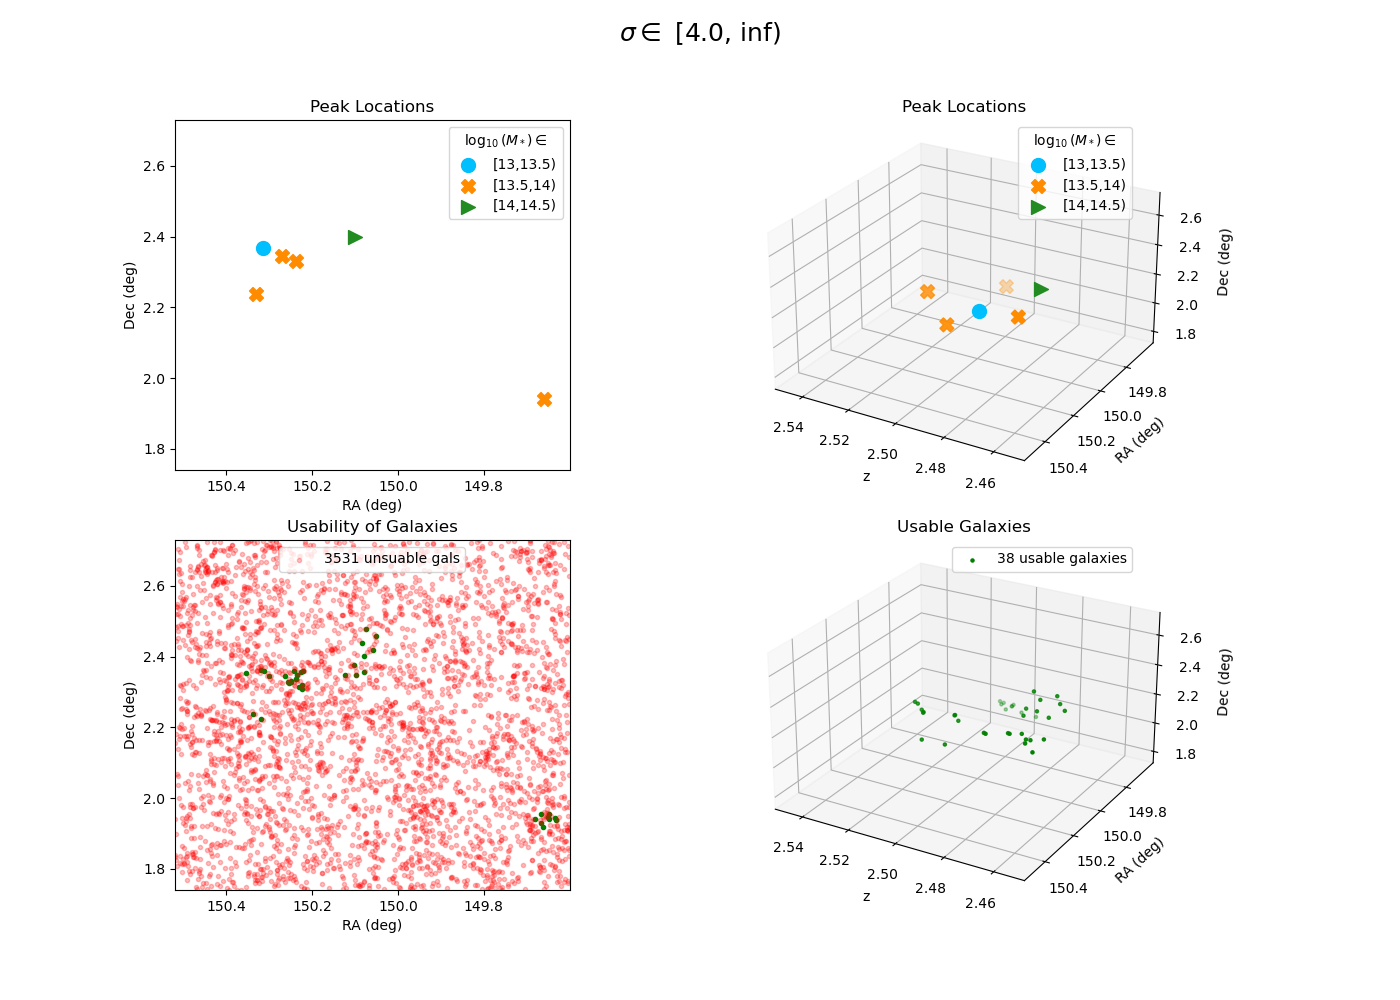 σ ∈ [4.0, inf)
Peak Locations
log₁₀(M*) ∈
[13,13.5)
[13.5,14)
[14,14.5)
2.6
2.4
2.2
2.0
1.8
Dec (deg)
150.4 150.2 150.0 149.8
RA (deg)
Peak Locations
log₁₀(M*) ∈
[13,13.5)
[13.5,14)
[14,14.5)
2.6
2.4
2.2
2.0
1.8
Dec (deg)
149.8
150.0
150.2
150.4
RA (deg)
2.54
2.52
2.50
2.48
2.46
z
Usability of Galaxies
3531 unsuable gals
2.6
2.4
2.2
2.0
1.8
Dec (deg)
150.4 150.2 150.0 149.8
RA (deg)
Usable Galaxies
38 usable galaxies
2.6
2.4
2.2
2.0
1.8
Dec (deg)
149.8
150.0
150.2
150.4
RA (deg)
2.54
2.52
2.50
2.48
2.46
z